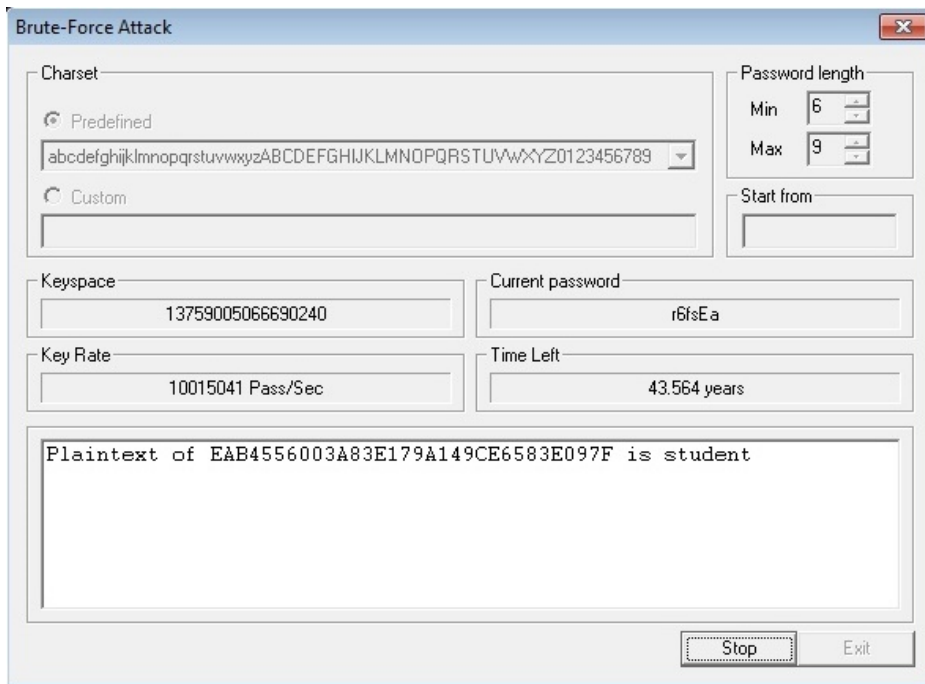 Brute-Force Attack
Charset
Predefined
abcdefghijklmnopqrstuvwxyzABCDEFGHIJKLMNOPQRSTUVWXYZ0123456789
Custom
Password length
Min 6
Max 9
Start from
Keyspace
13759005066690240
Current password
r6fsEa
Key Rate
10015041 Pass/Sec
Time Left
43.564 years
Plaintext of EAB4556003A83E179A149CE6583E097F is student
Stop
Exit